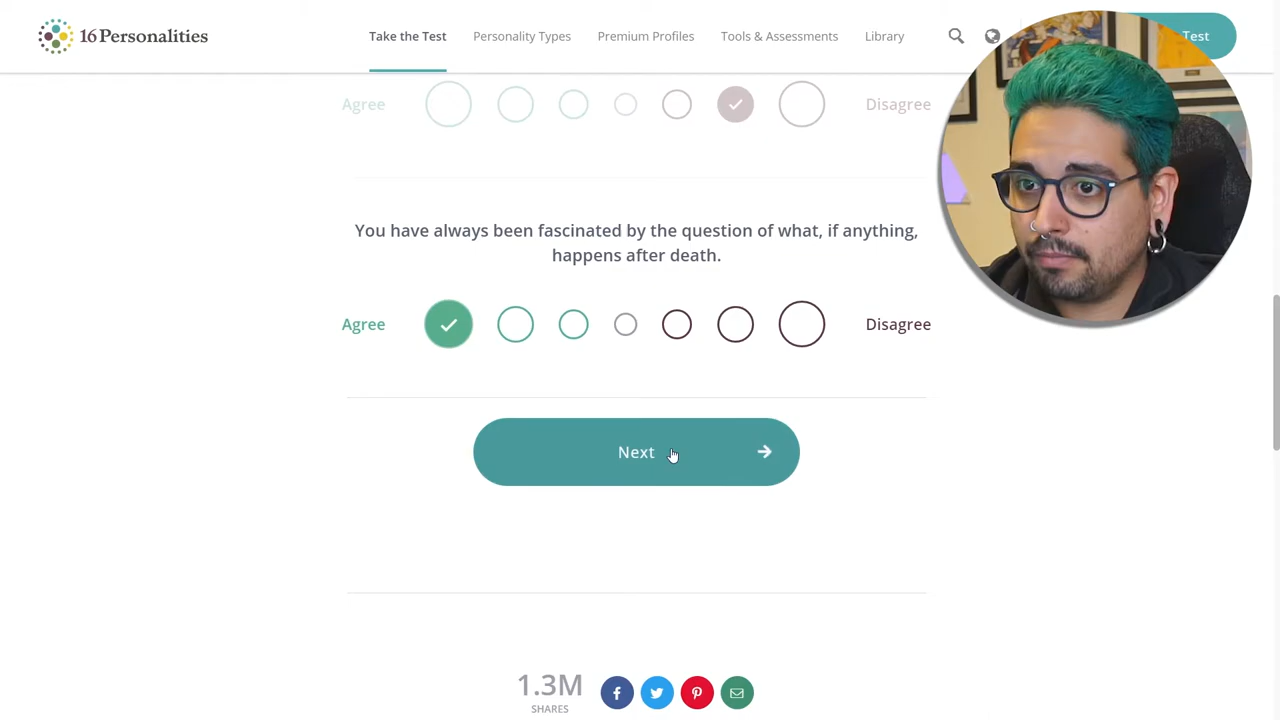 16Personalities
Take the Test
Personality Types
Premium Profiles
Tools & Assessments
Library
Test
Agree
Disagree
You have always been fascinated by the question of what, if anything,
happens after death.
Agree
Disagree
Next
1.3M
SHARES